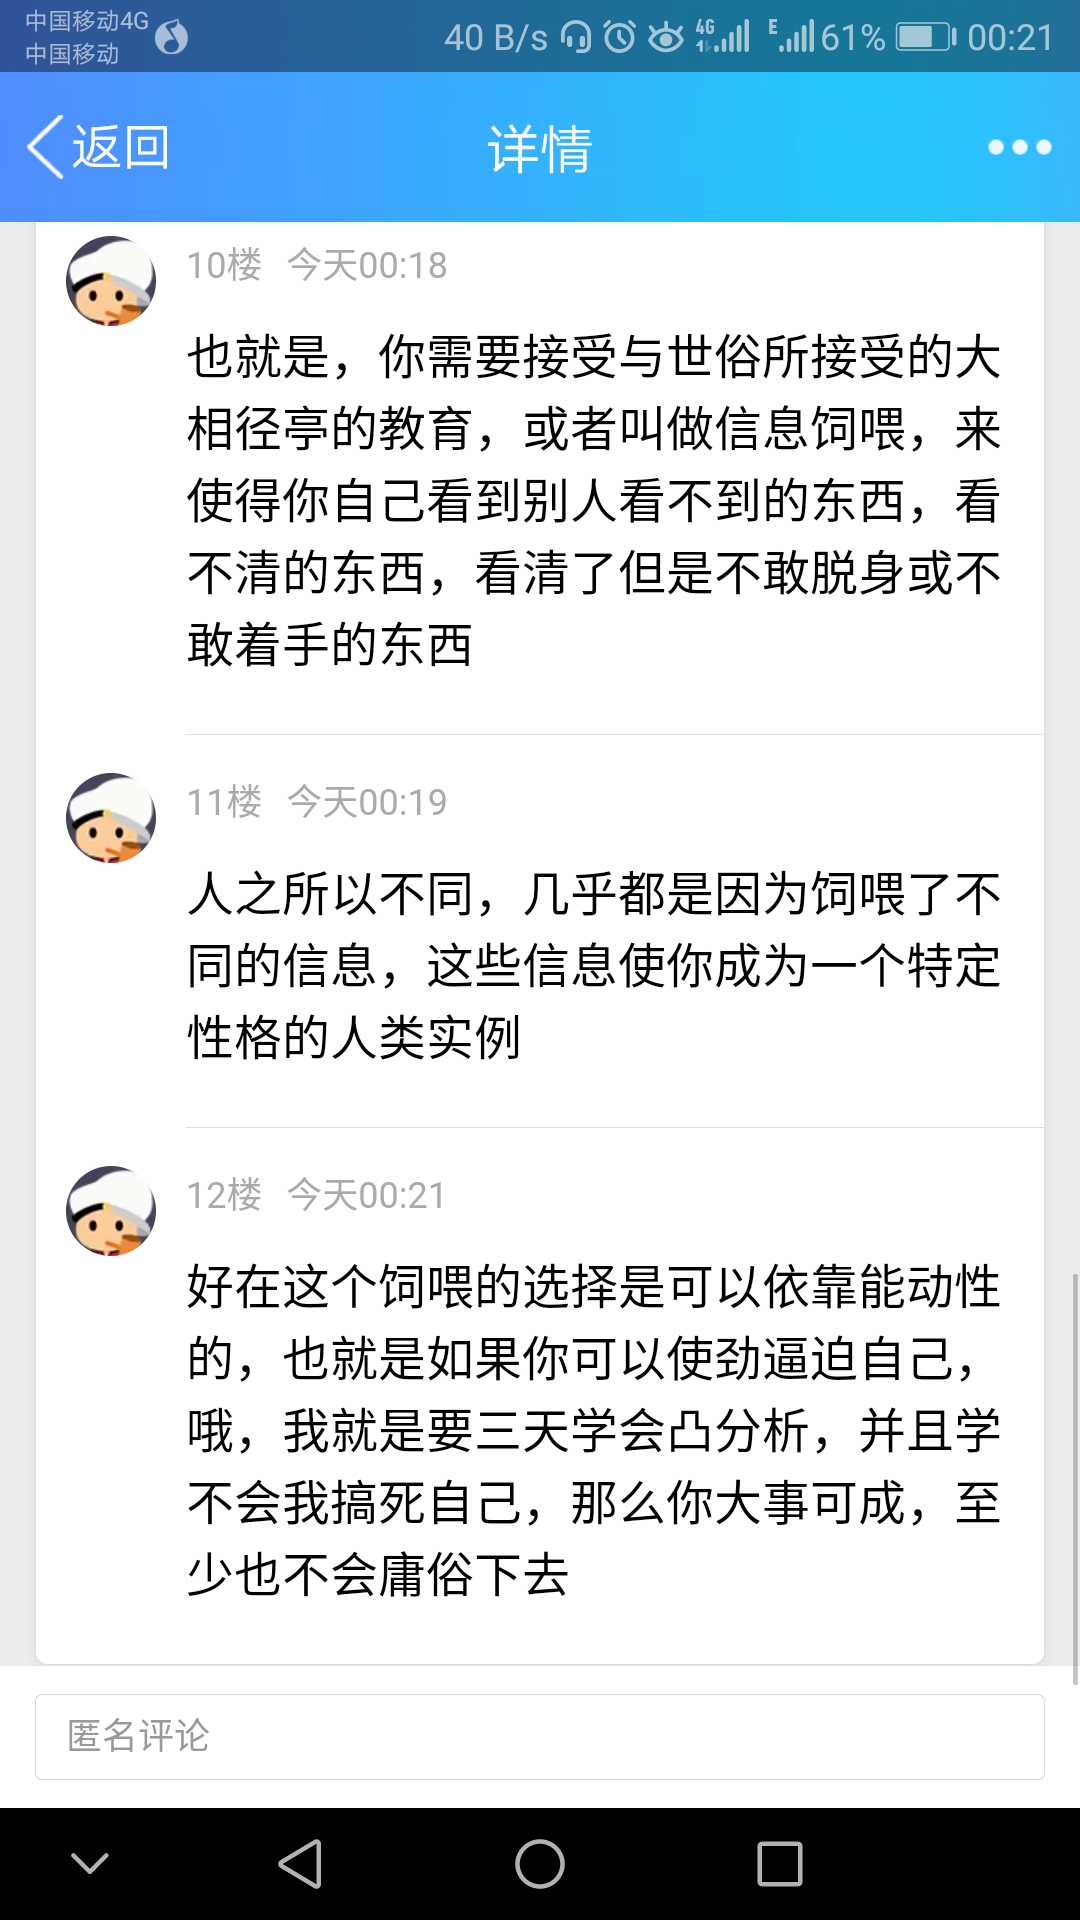 中国移动4G
中国移动
40 B/s
4G
E
61%
00:21
返回
详情
10楼 今天00:18
也就是，你需要接受与世俗所接受的大
相径亭的教育，或者叫做信息饲喂，来
使得你自己看到别人看不到的东西，看
不清的东西，看清了但是不敢脱身或不
敢着手的东西
11楼 今天00:19
人之所以不同，几乎都是因为饲喂了不
同的信息，这些信息使你成为一个特定
性格的人类实例
12楼 今天00:21
好在这个饲喂的选择是可以依靠能动性
的，也就是如果你可以使劲逼迫自己，
哦，我就是要三天学会凸分析，并且学
不会我搞死自己，那么你大事可成，至
少也不会庸俗下去
匿名评论